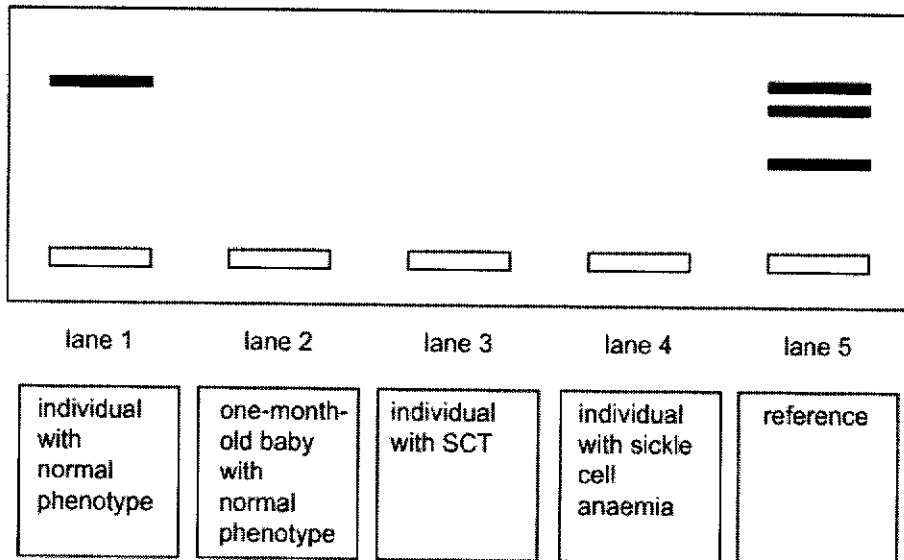 lane 1
lane 2
lane 3
lane 4
lane 5
individual
with
normal
phenotype
one-month-
old baby
with
normal
phenotype
individual
with SCT
individual
with sickle
cell
anaemia
reference